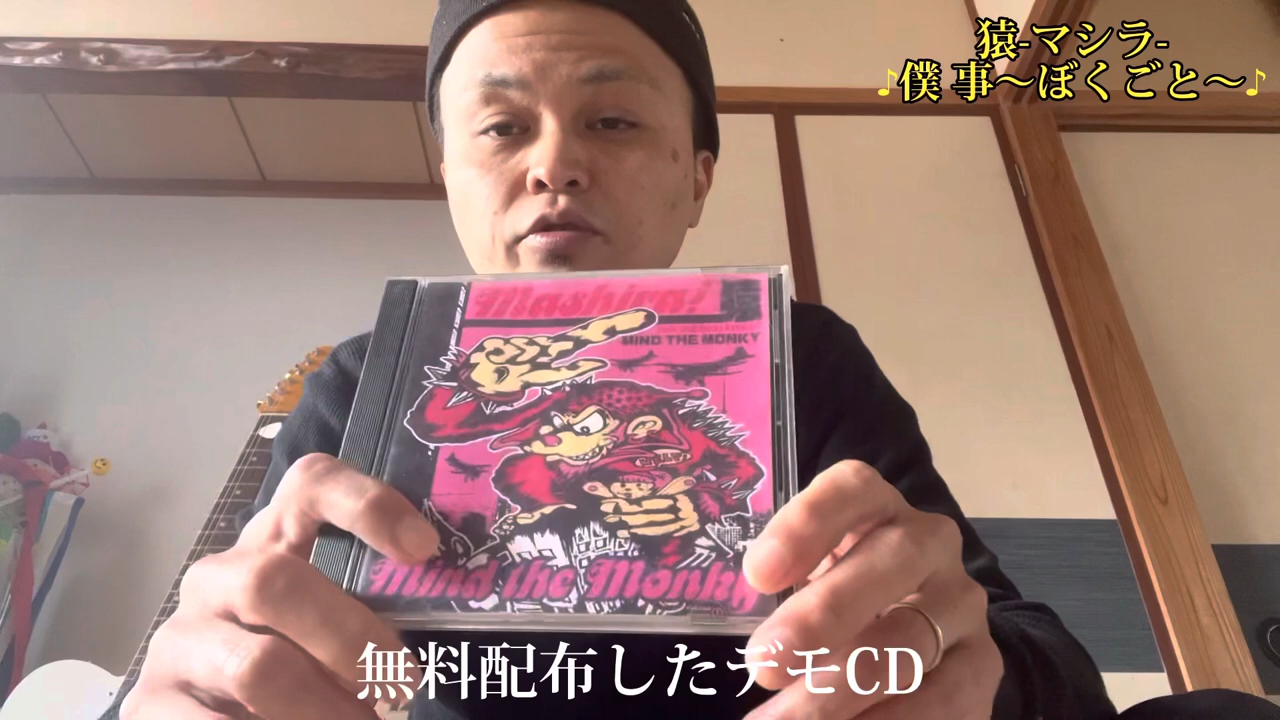 猿-マシラ-
♪僕事～ぼくごと～♪
Mashira!
MIND THE MONKY
Mind the Monky
無料配布したデモCD